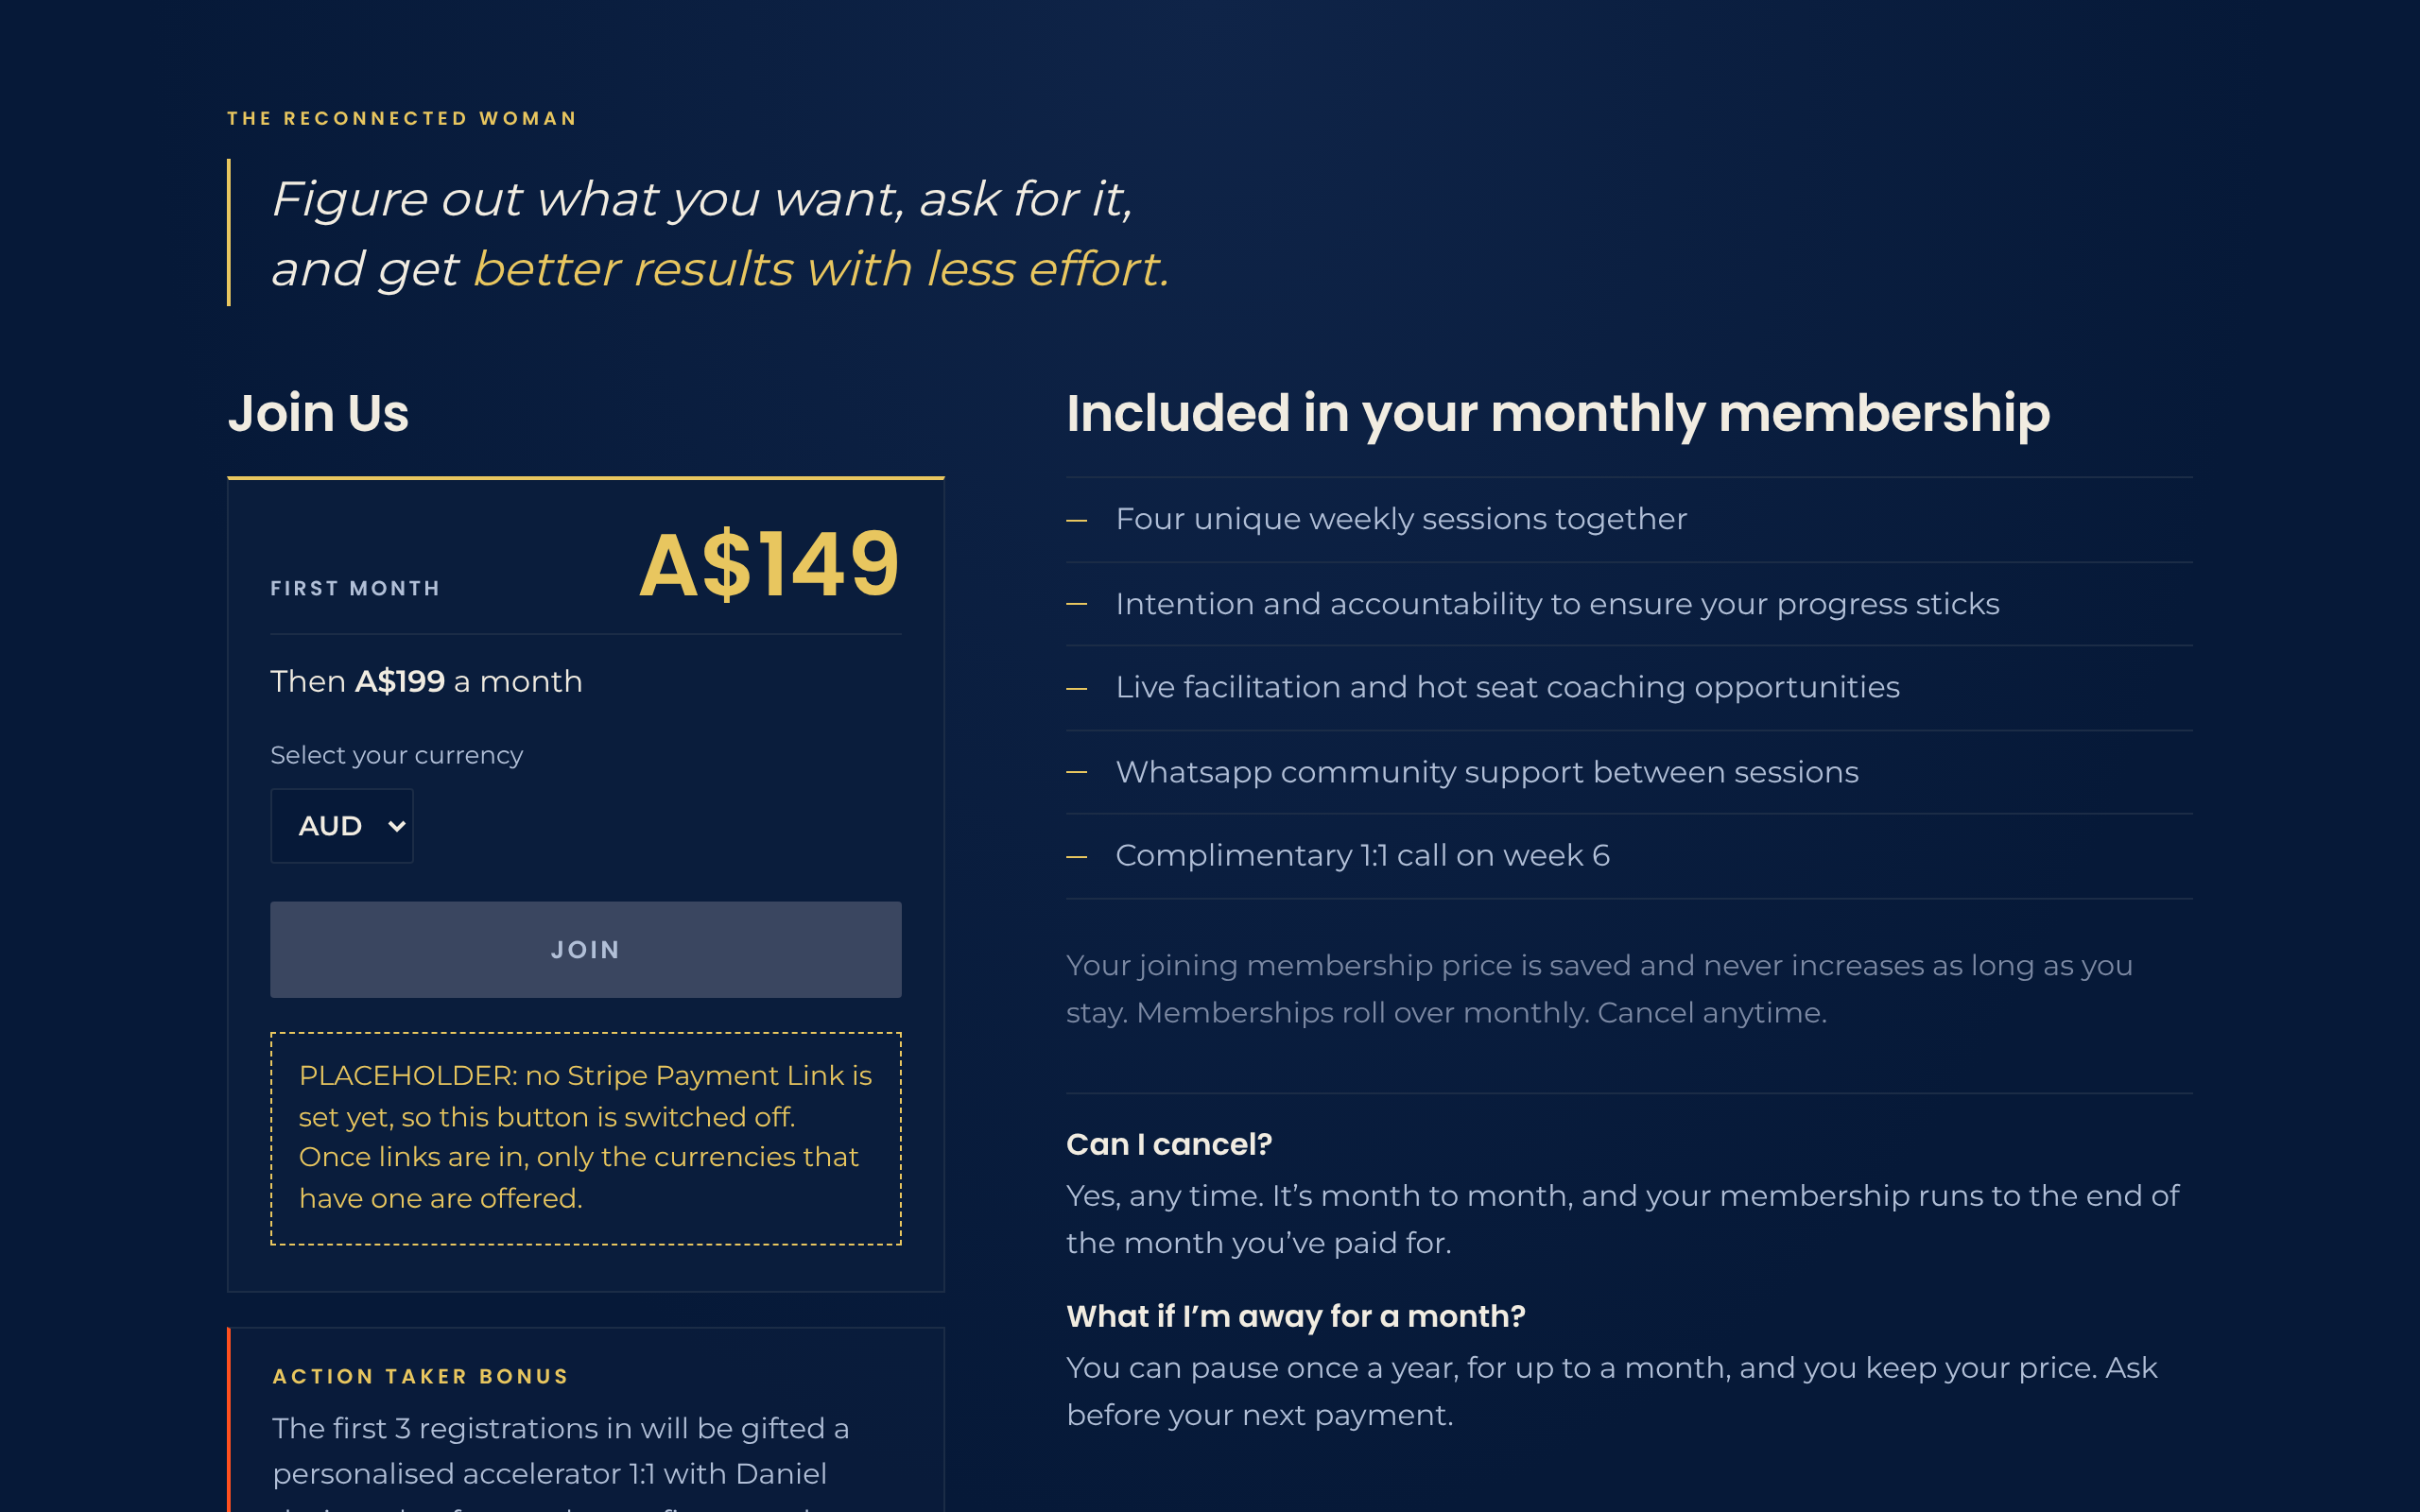 THE RECONNECTED WOMAN
Figure out what you want, ask for it,
and get better results with less effort.
Join Us
FIRST MONTH
A$149
Then A$199 a month
Select your currency
AUD
JOIN
PLACEHOLDER: no Stripe Payment Link is
set yet, so this button is switched off.
Once links are in, only the currencies that
have one are offered.
ACTION TAKER BONUS
The first 3 registrations in will be gifted a
personalised accelerator 1:1 with Daniel
Included in your monthly membership
Four unique weekly sessions together
Intention and accountability to ensure your progress sticks
Live facilitation and hot seat coaching opportunities
Whatsapp community support between sessions
Complimentary 1:1 call on week 6
Your joining membership price is saved and never increases as long as you
stay. Memberships roll over monthly. Cancel anytime.
Can I cancel?
Yes, any time. It’s month to month, and your membership runs to the end of
the month you’ve paid for.
What if I’m away for a month?
You can pause once a year, for up to a month, and you keep your price. Ask
before your next payment.